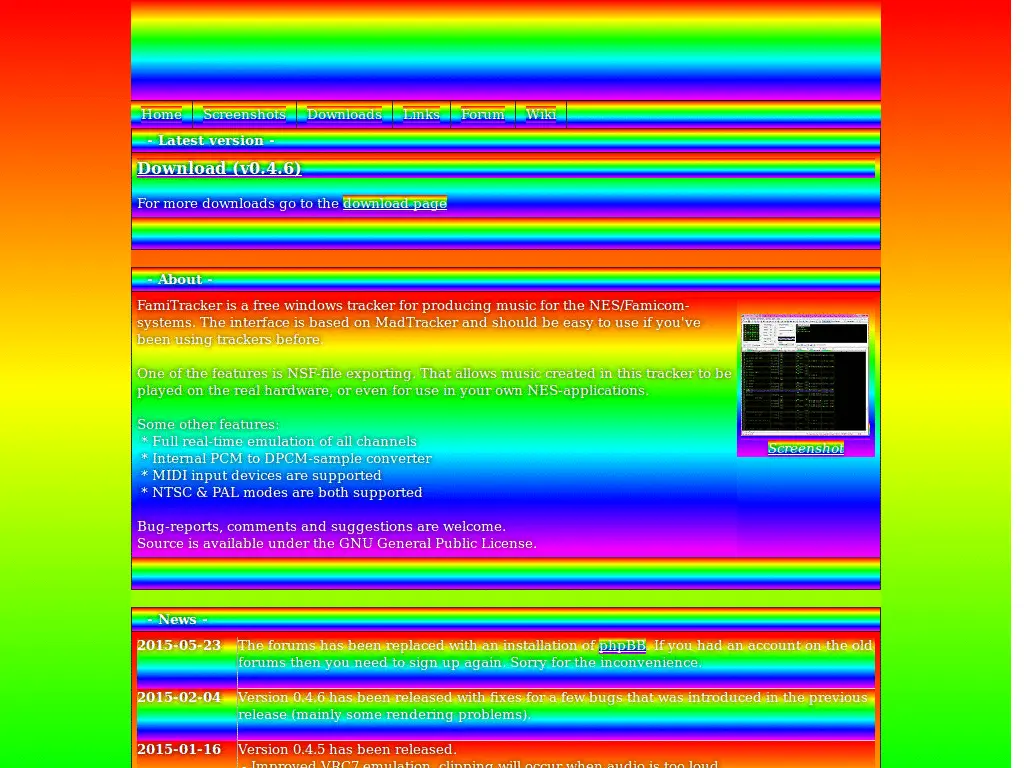 Home Screenshots Downloads Links Forum Wiki
- Latest version -
Download (v0.4.6)
For more downloads go to the download page
- About -
FamiTracker is a free windows tracker for producing music for the NES/Famicom-
systems. The interface is based on MadTracker and should be easy to use if you've
been using trackers before.
One of the features is NSF-file exporting. That allows music created in this tracker to be
played on the real hardware, or even for use in your own NES-applications.
Some other features:
* Full real-time emulation of all channels
* Internal PCM to DPCM-sample converter
* MIDI input devices are supported
* NTSC & PAL modes are both supported
Bug-reports, comments and suggestions are welcome.
Source is available under the GNU General Public License.
Screenshot
- News -
2015-05-23 The forums has been replaced with an installation of phpBB. If you had an account on the old
forums then you need to sign up again. Sorry for the inconvenience.
2015-02-04 Version 0.4.6 has been released with fixes for a few bugs that was introduced in the previous
release (mainly some rendering problems).
2015-01-16 Version 0.4.5 has been released.
- Improved VRC7 emulation, clipping will occur when audio is too loud